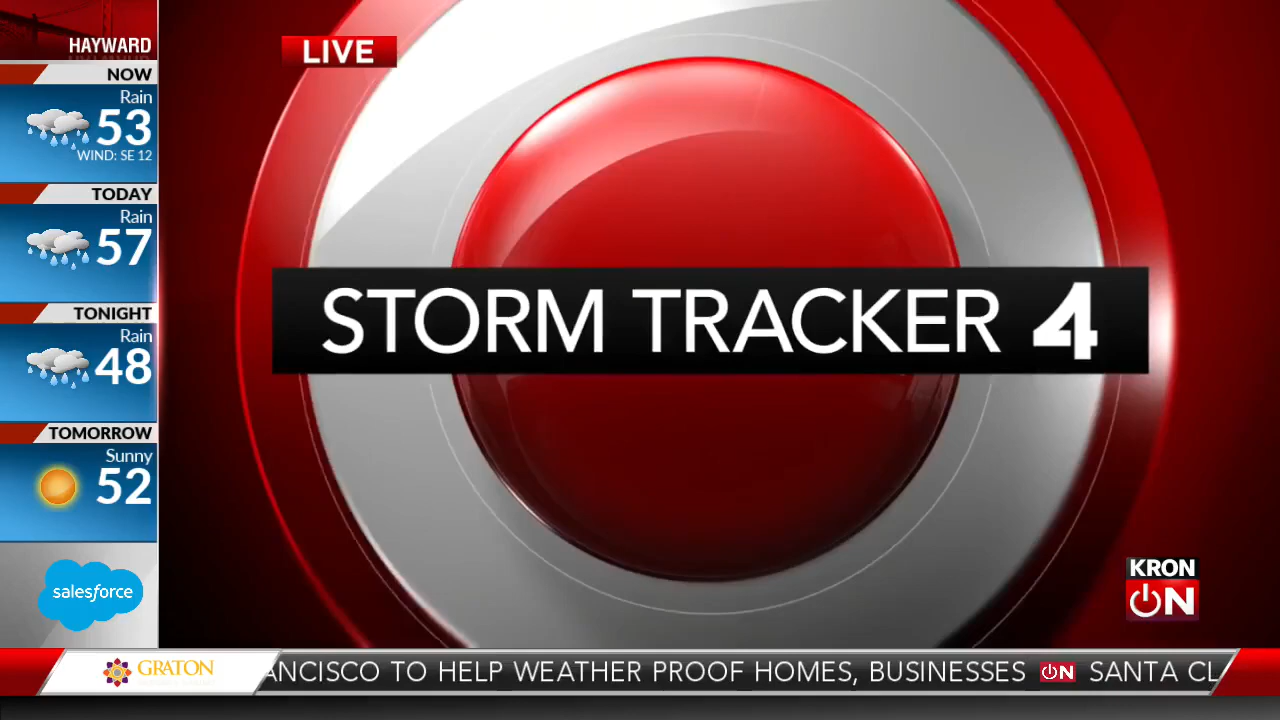 HAYWARD
NOW
Rain
53
WIND: SE 12
TODAY
Rain
57
TONIGHT
Rain
48
TOMORROW
Sunny
52
salesforce
LIVE
STORM TRACKER 4
KRON
ON
GRATON
ANCISCO TO HELP WEATHER PROOF HOMES, BUSINESSES ON SANTA CL